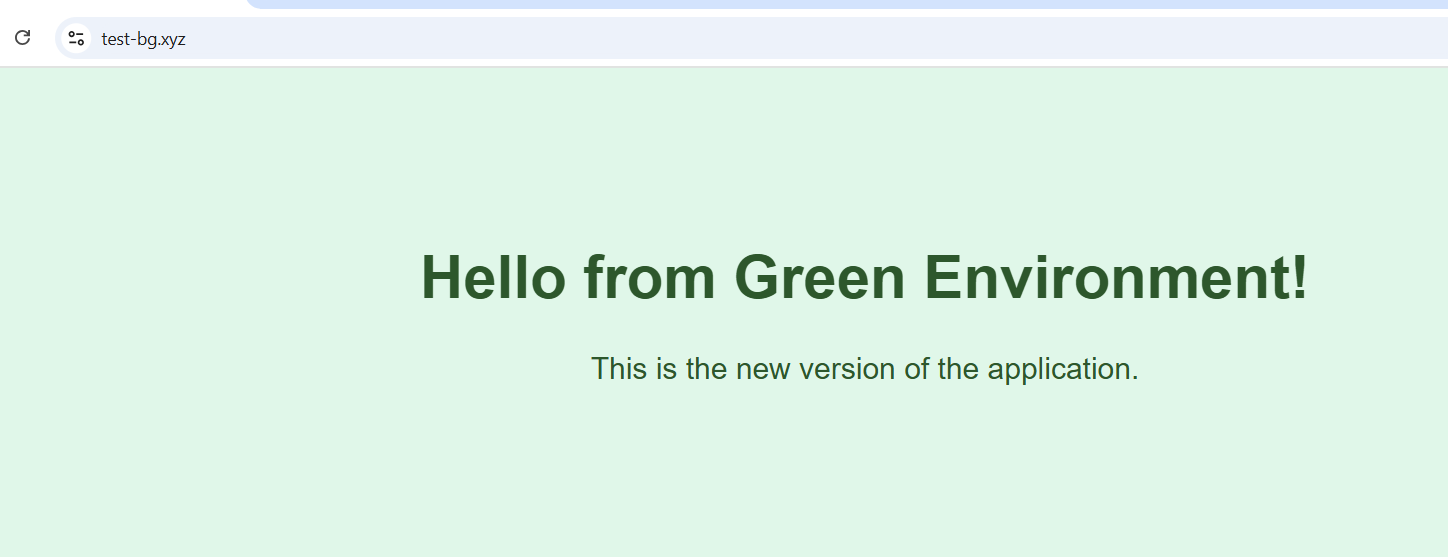 test-bg.xyz
Hello from Green Environment!
This is the new version of the application.